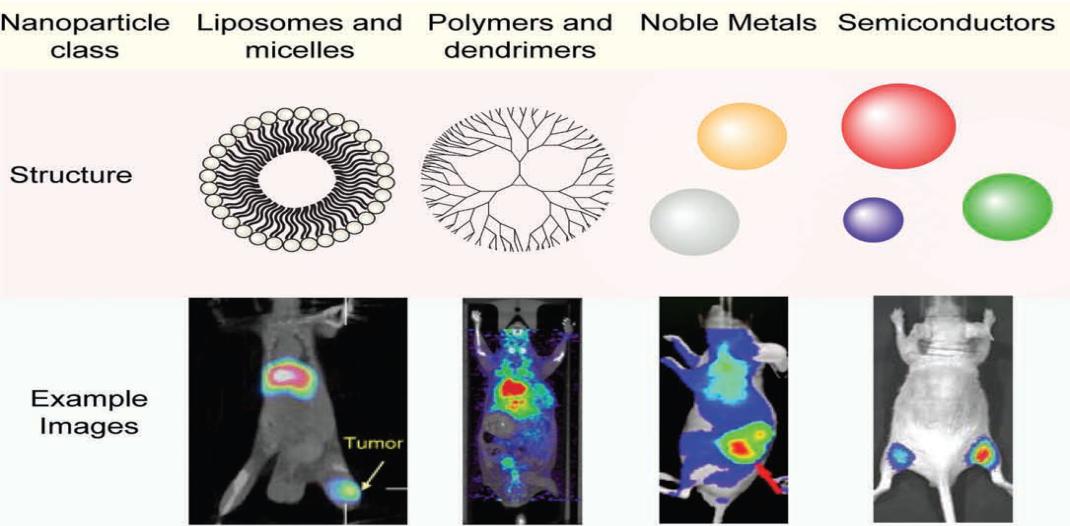 Nanoparticle
class
Liposomes and
micelles
Polymers and
dendrimers
Noble Metals
Semiconductors
Structure
Example
Images
Tumor